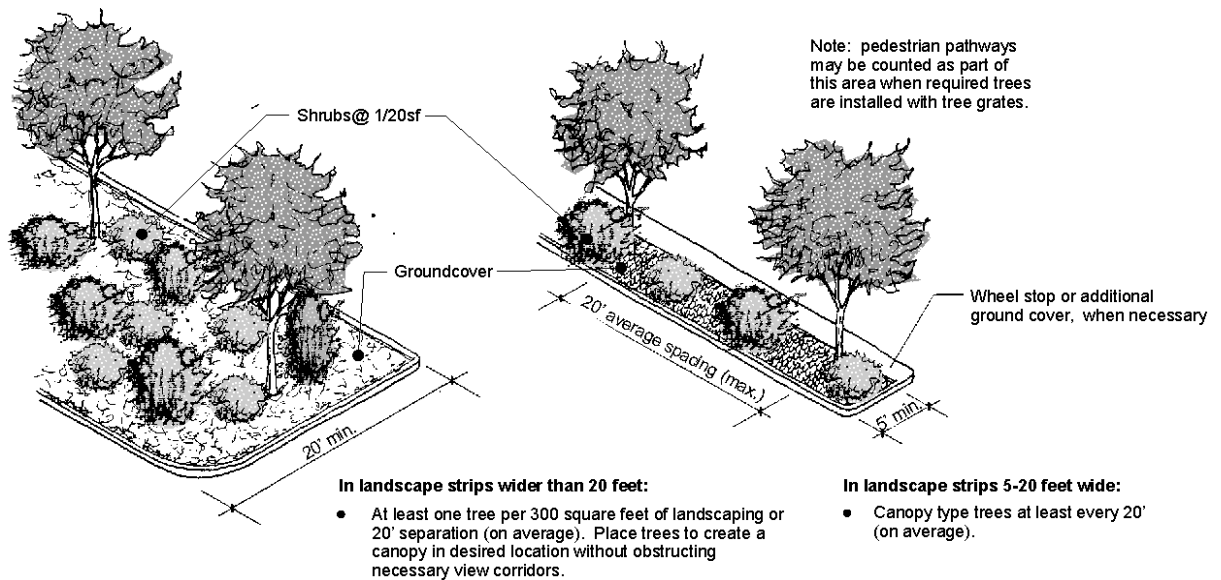 Note: pedestrian pathways
may be counted as part of
this area when required trees
are installed with tree grates.
Shrubs@ 1/20sf
Groundcover
Wheel stop or additional
ground cover, when necessary
20' average spacing (max.)
5' min.
20' min.
In landscape strips wider than 20 feet:
● At least one tree per 300 square feet of landscaping or
20' separation (on average). Place trees to create a
canopy in desired location without obstructing
necessary view corridors.
In landscape strips 5-20 feet wide:
● Canopy type trees at least every 20'
(on average).